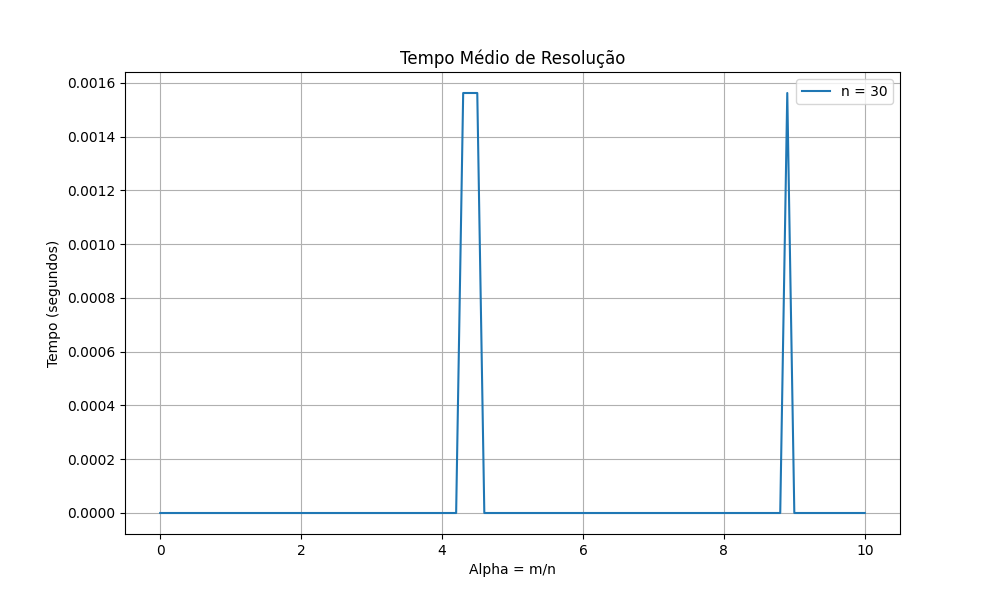 Tempo Médio de Resolução
n = 30
Tempo (segundos)
0.0016
0.0014
0.0012
0.0010
0.0008
0.0006
0.0004
0.0002
0.0000
0 2 4 6 8 10
Alpha = m/n